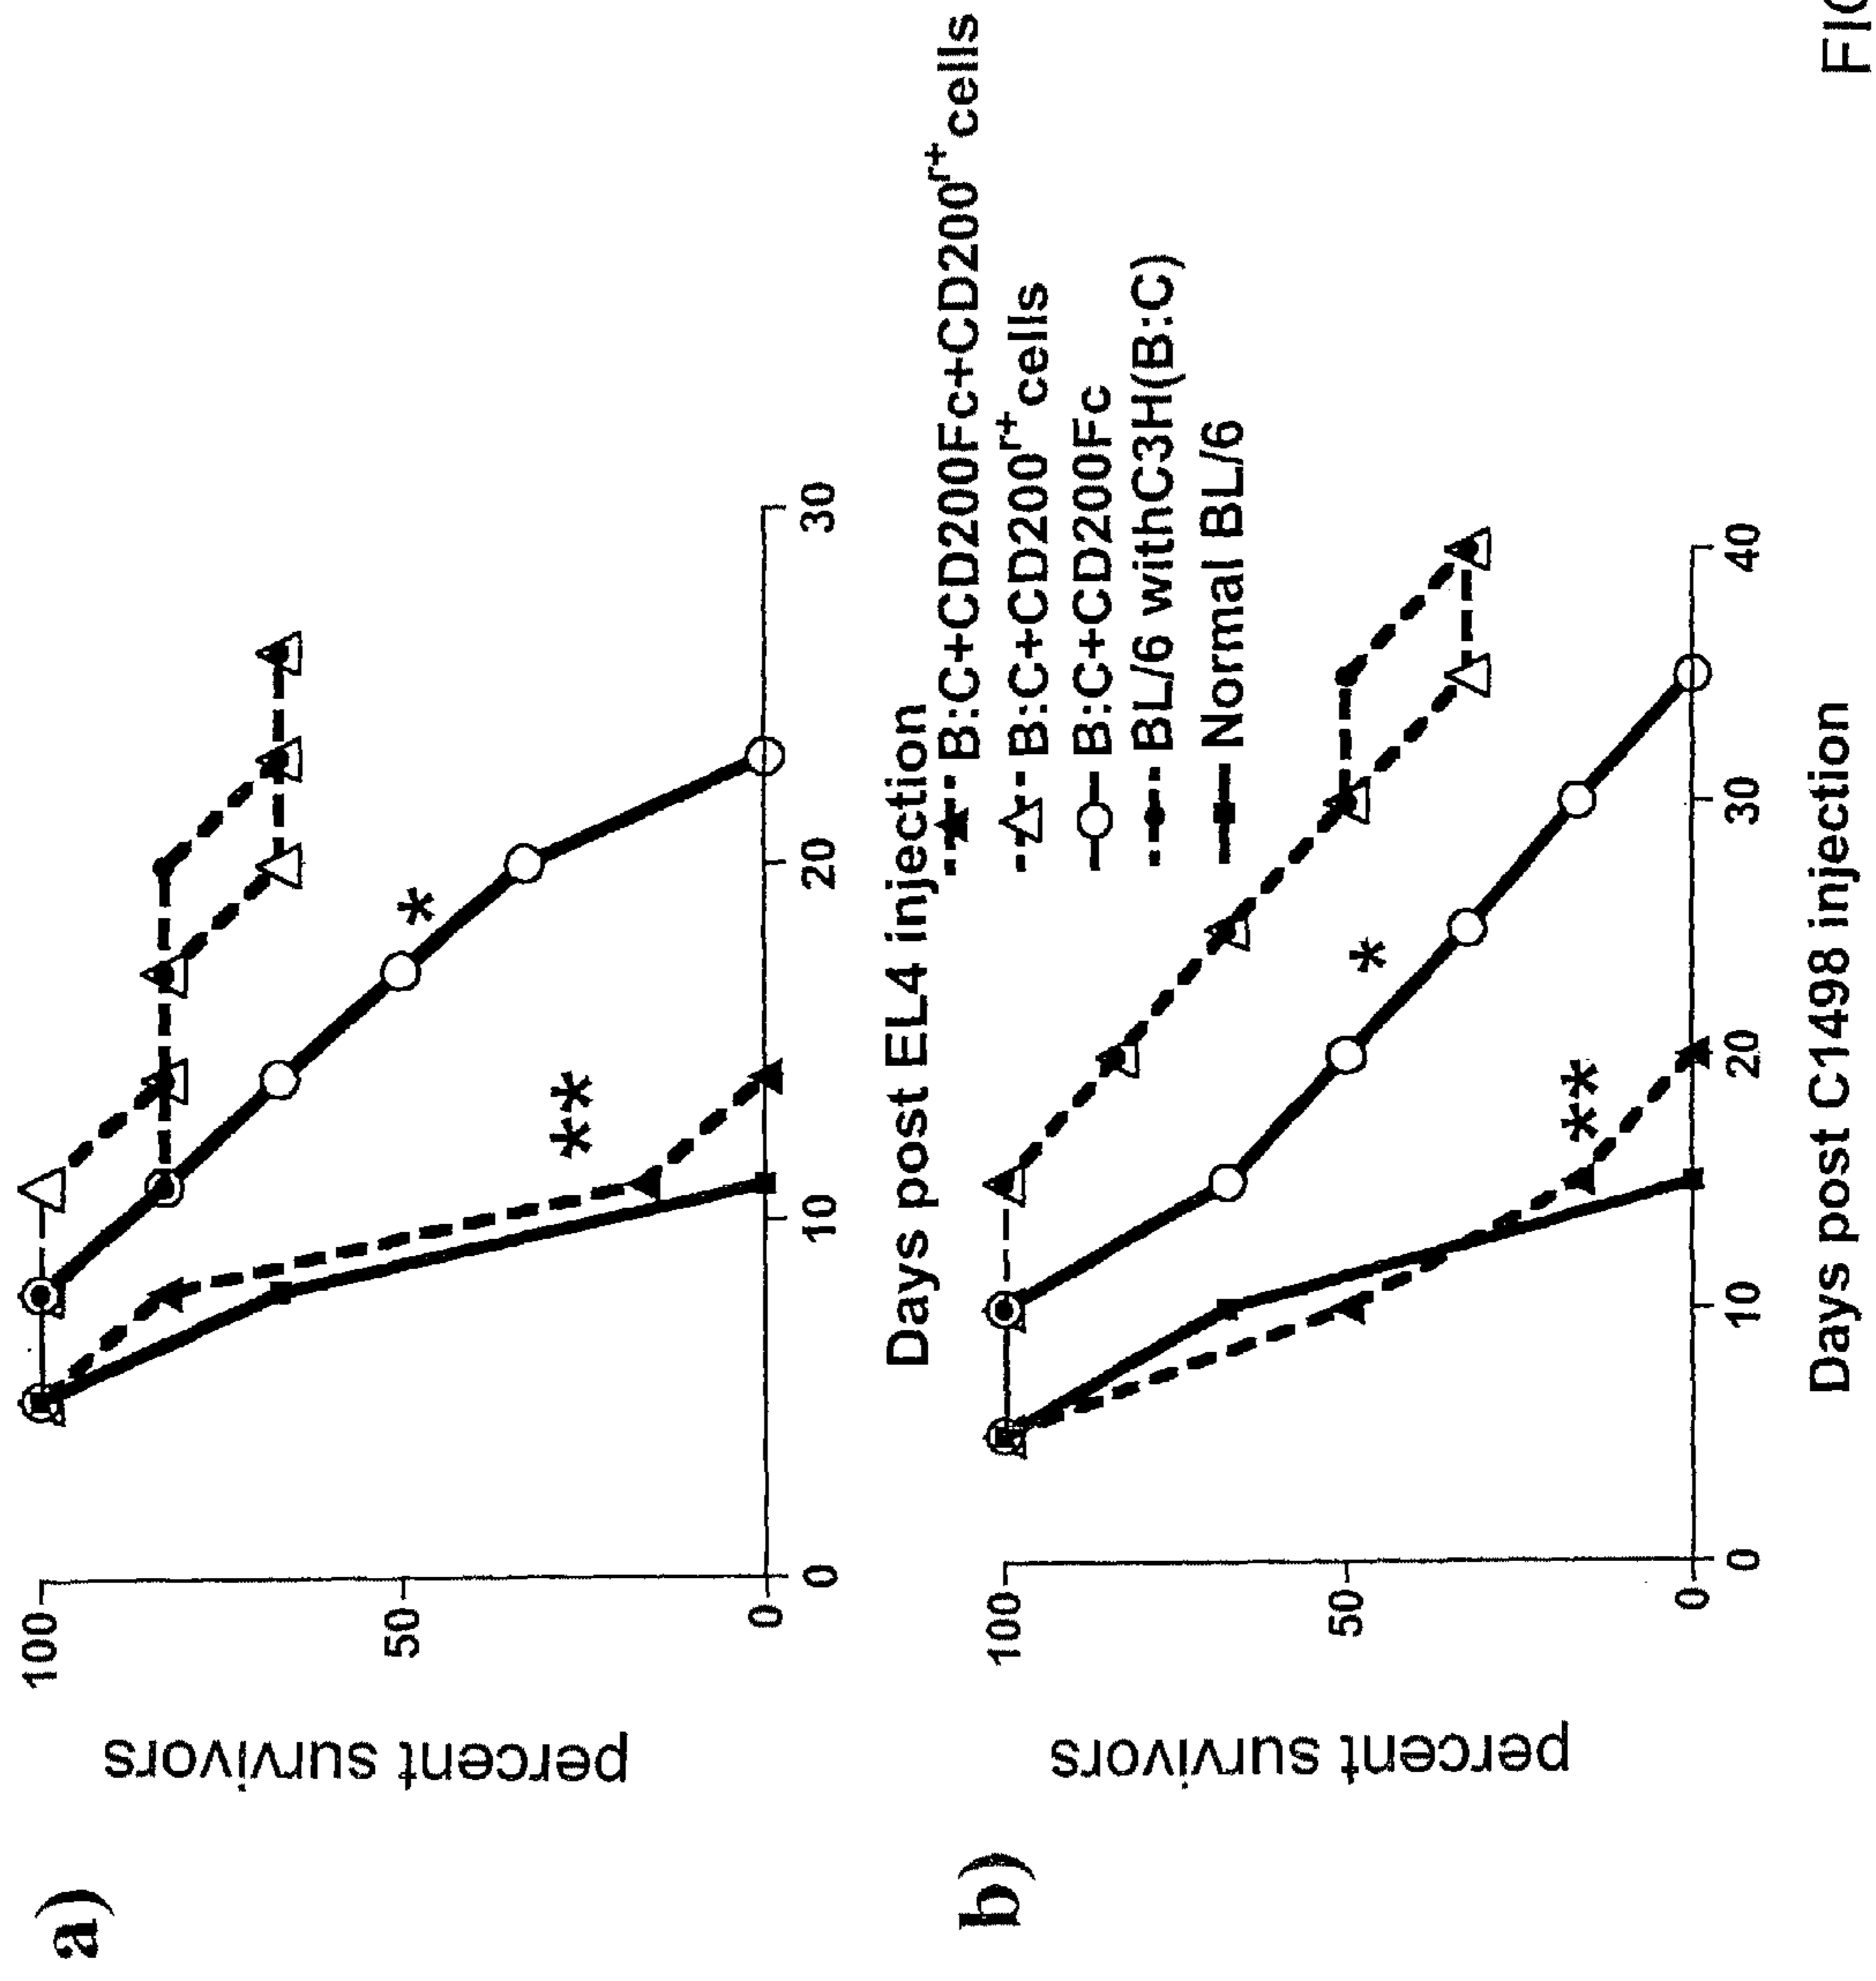 a)
percent survivors
100
50
0
0
10
20
30
Days post EL4 injection
*
**
B:C+CD200Fc+CD200r+cells
B:C+CD200r+cells
B:C+CD200Fc
BL/6 withC3H(B:C)
Normal BL/6
b)
percent survivors
100
50
0
0
10
20
30
40
*
**
Days post C1498 injection